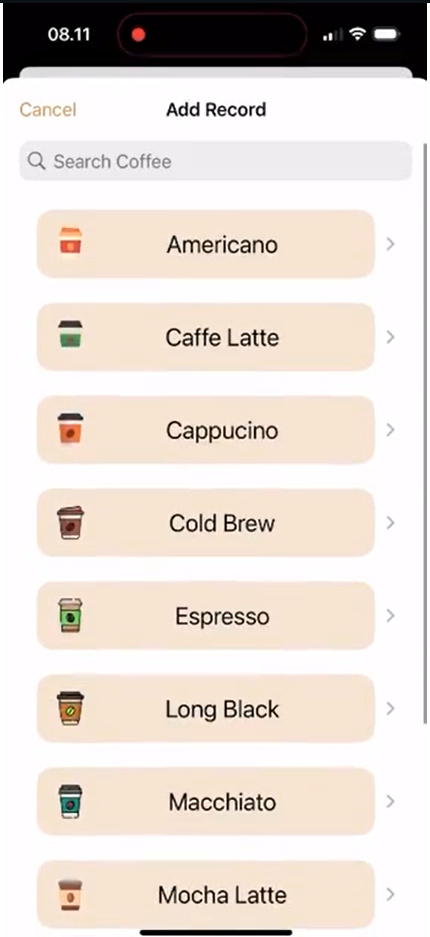 08.11
Cancel
Add Record
Search Coffee
Americano
Caffe Latte
Cappucino
Cold Brew
Espresso
Long Black
Macchiato
Mocha Latte